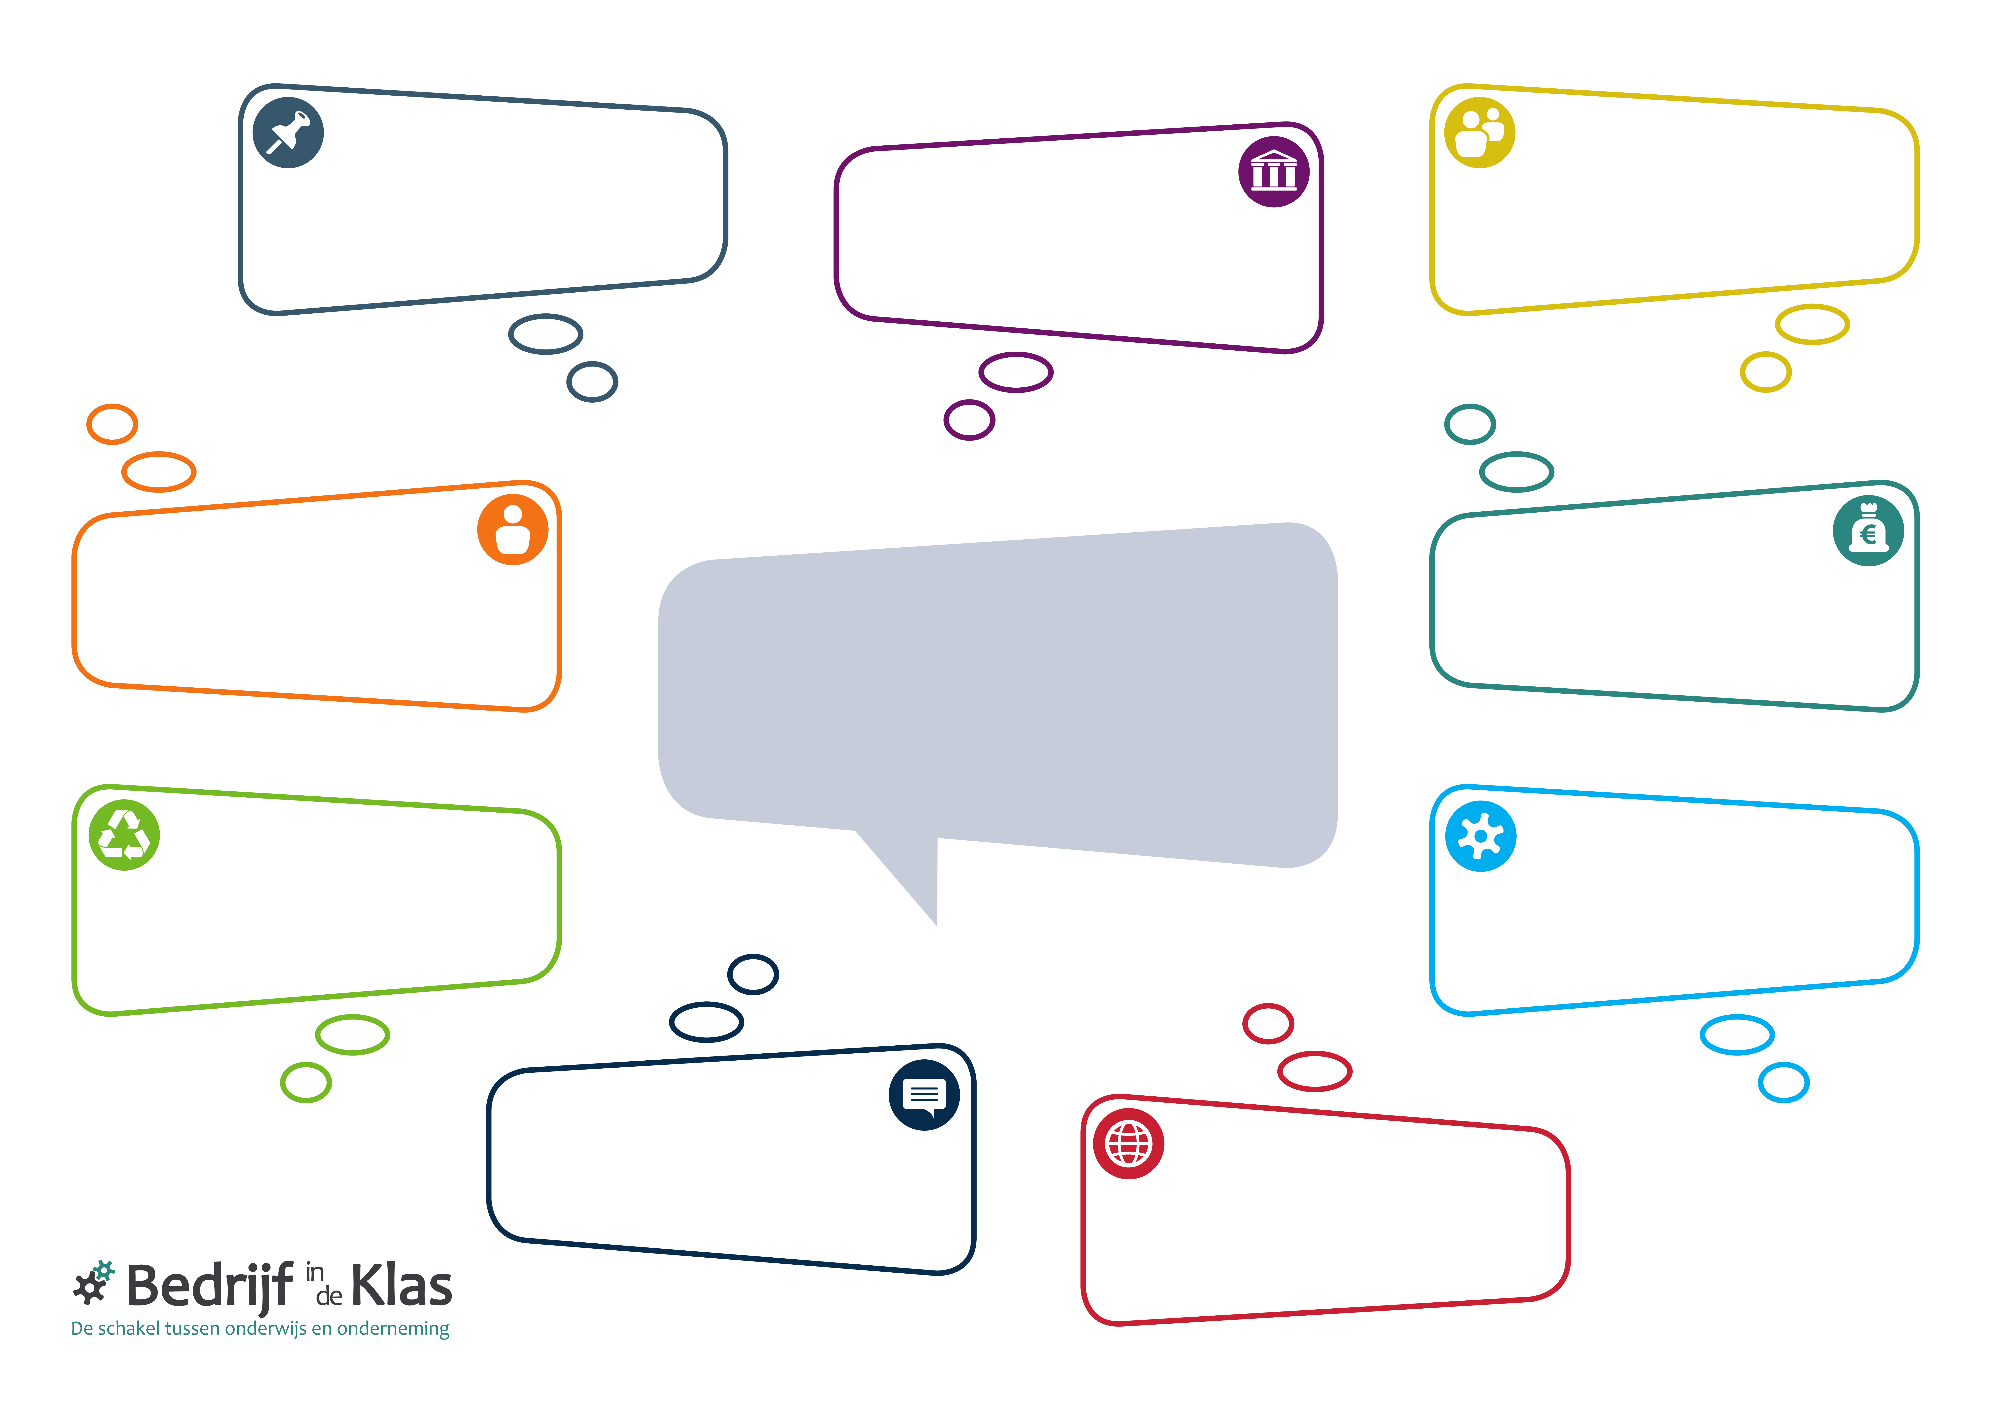 Bedrijf in de Klas
De schakel tussen onderwijs en onderneming